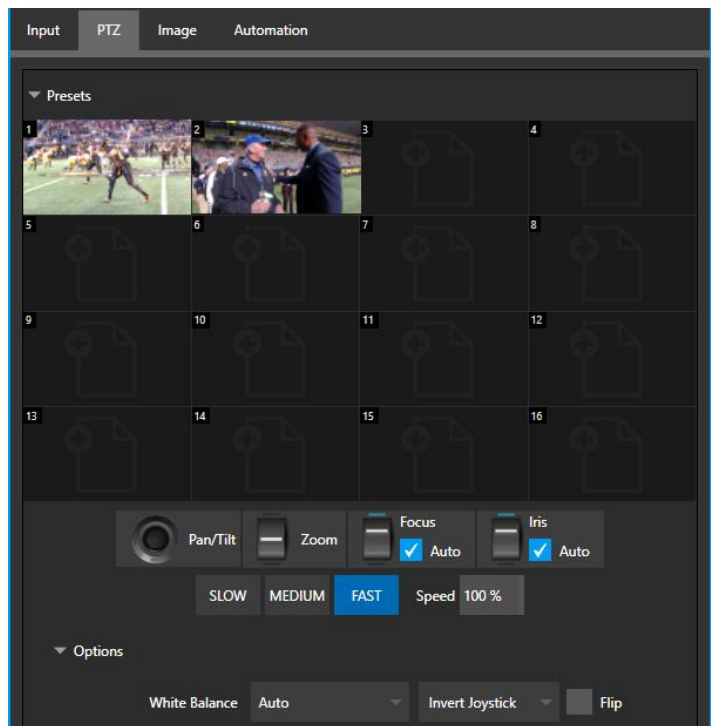 Input PTZ Image Automation
Presets
1 2 3 4
5 6 7 8
9 10 11 12
13 14 15 16
Pan/Tilt Zoom Focus Auto Iris Auto
SLOW MEDIUM FAST Speed 100 %
Options
White Balance Auto Invert Joystick Flip